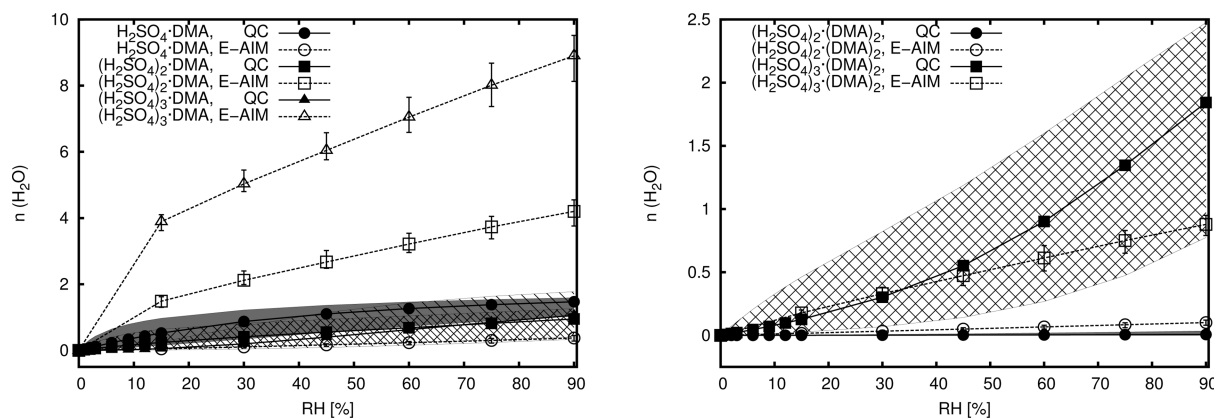 10
8
6
4
2
0
n (H₂O)
0 10 20 30 40 50 60 70 80 90
RH [%]
H₂SO₄·DMA, QC
H₂SO₄·DMA, E−AIM
(H₂SO₄)₂·DMA, QC
(H₂SO₄)₂·DMA, E−AIM
(H₂SO₄)₃·DMA, QC
(H₂SO₄)₃·DMA, E−AIM
2.5
2
1.5
1
0.5
0
n (H₂O)
0 10 20 30 40 50 60 70 80 90
RH [%]
(H₂SO₄)₂·(DMA)₂, QC
(H₂SO₄)₂·(DMA)₂, E−AIM
(H₂SO₄)₃·(DMA)₂, QC
(H₂SO₄)₃·(DMA)₂, E−AIM